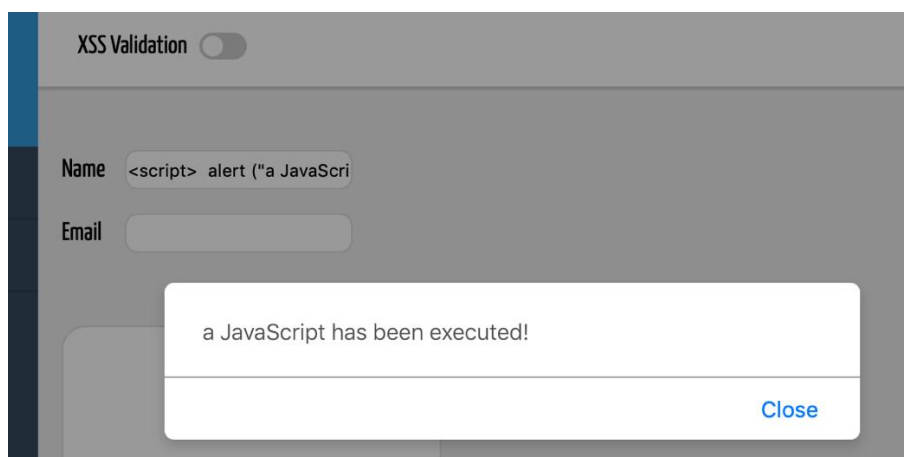 XSS Validation
Name <script> alert ("a JavaScri
Email
a JavaScript has been executed!
Close